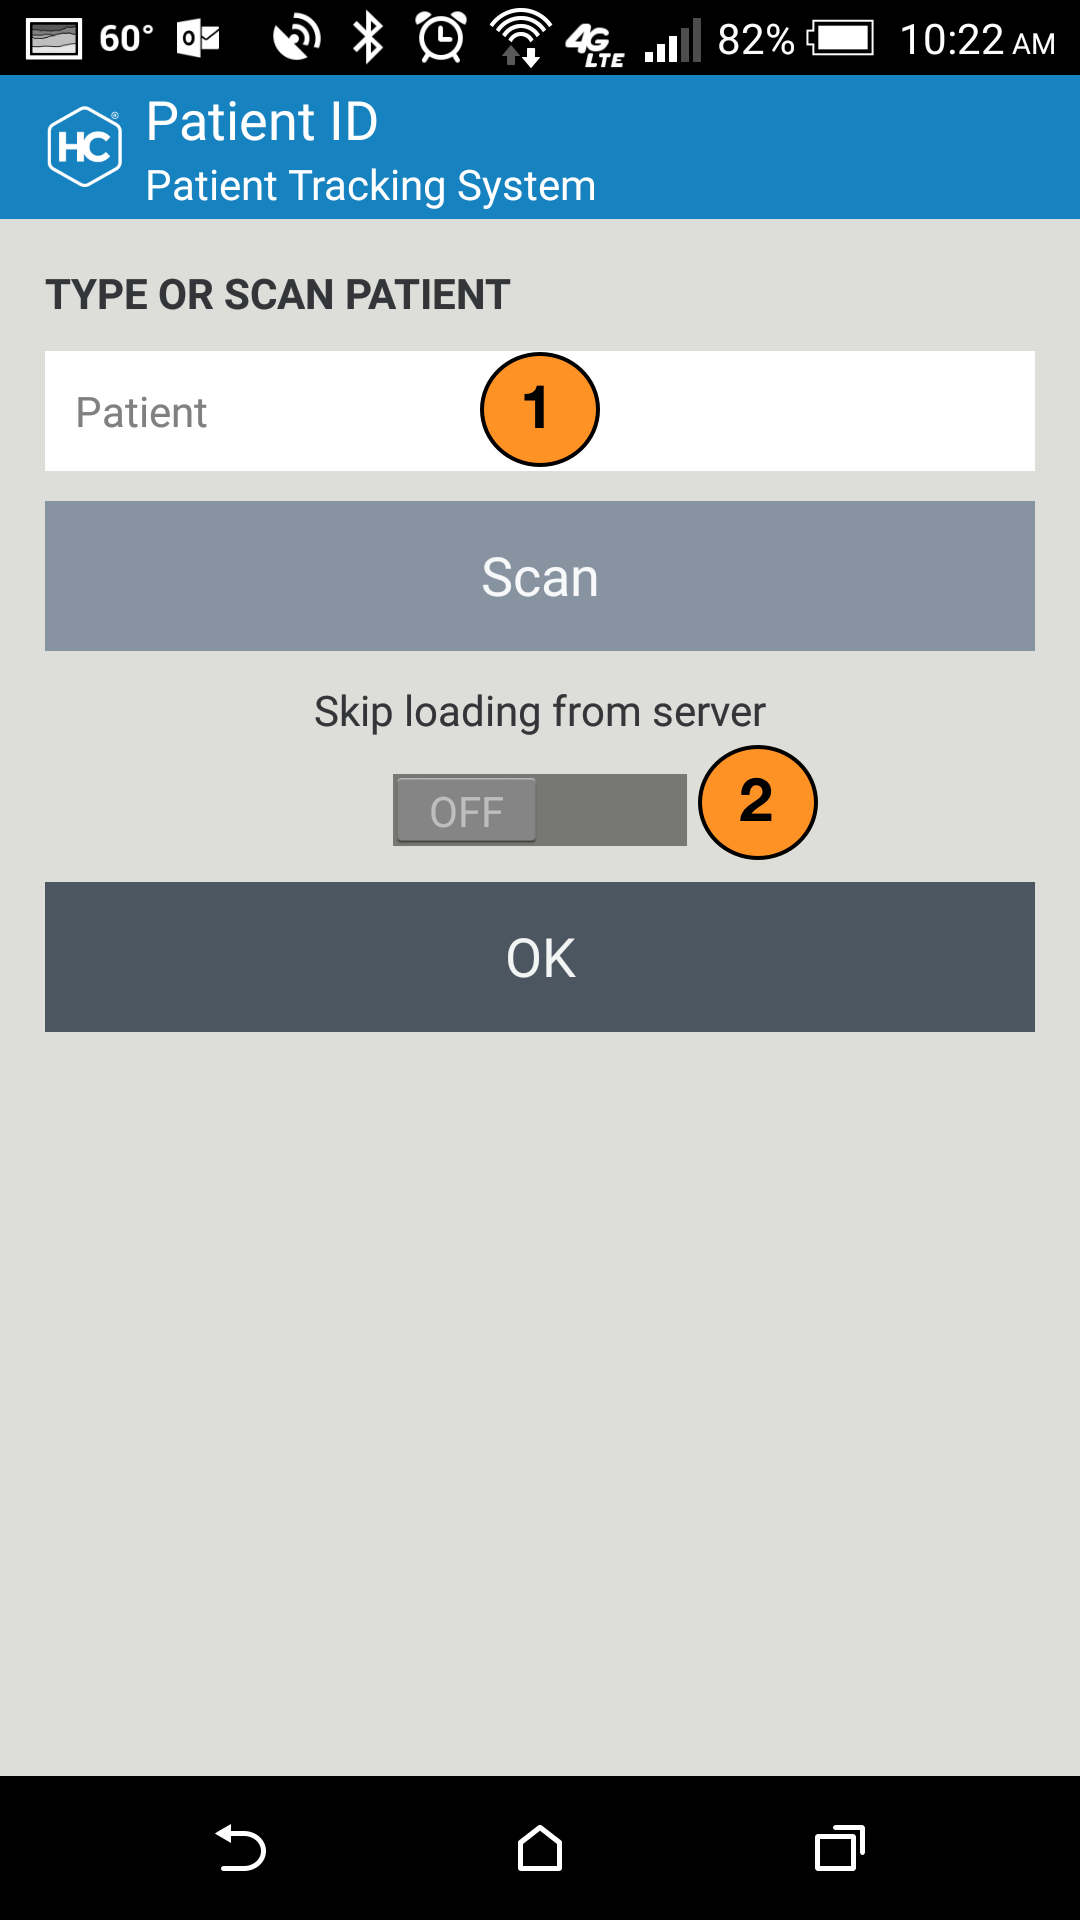 60° 4G LTE 82% 10:22 AM
HC® Patient ID
Patient Tracking System
TYPE OR SCAN PATIENT
Patient 1
Scan
Skip loading from server
OFF 2
OK